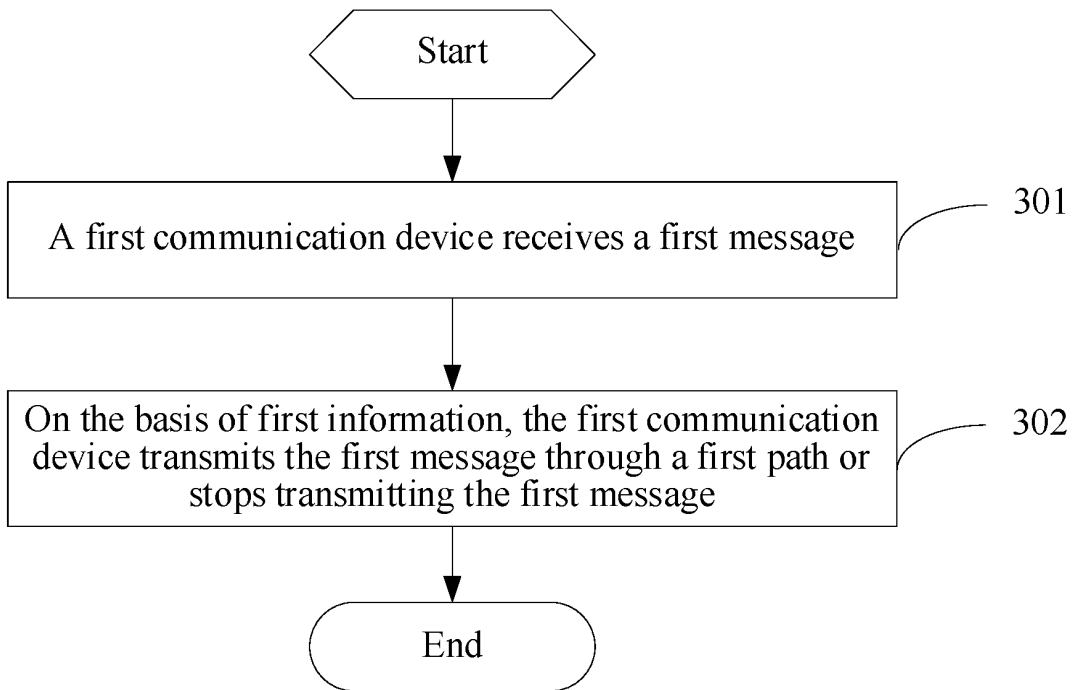 Start
A first communication device receives a first message
301
On the basis of first information, the first communication
device transmits the first message through a first path or
stops transmitting the first message
302
End